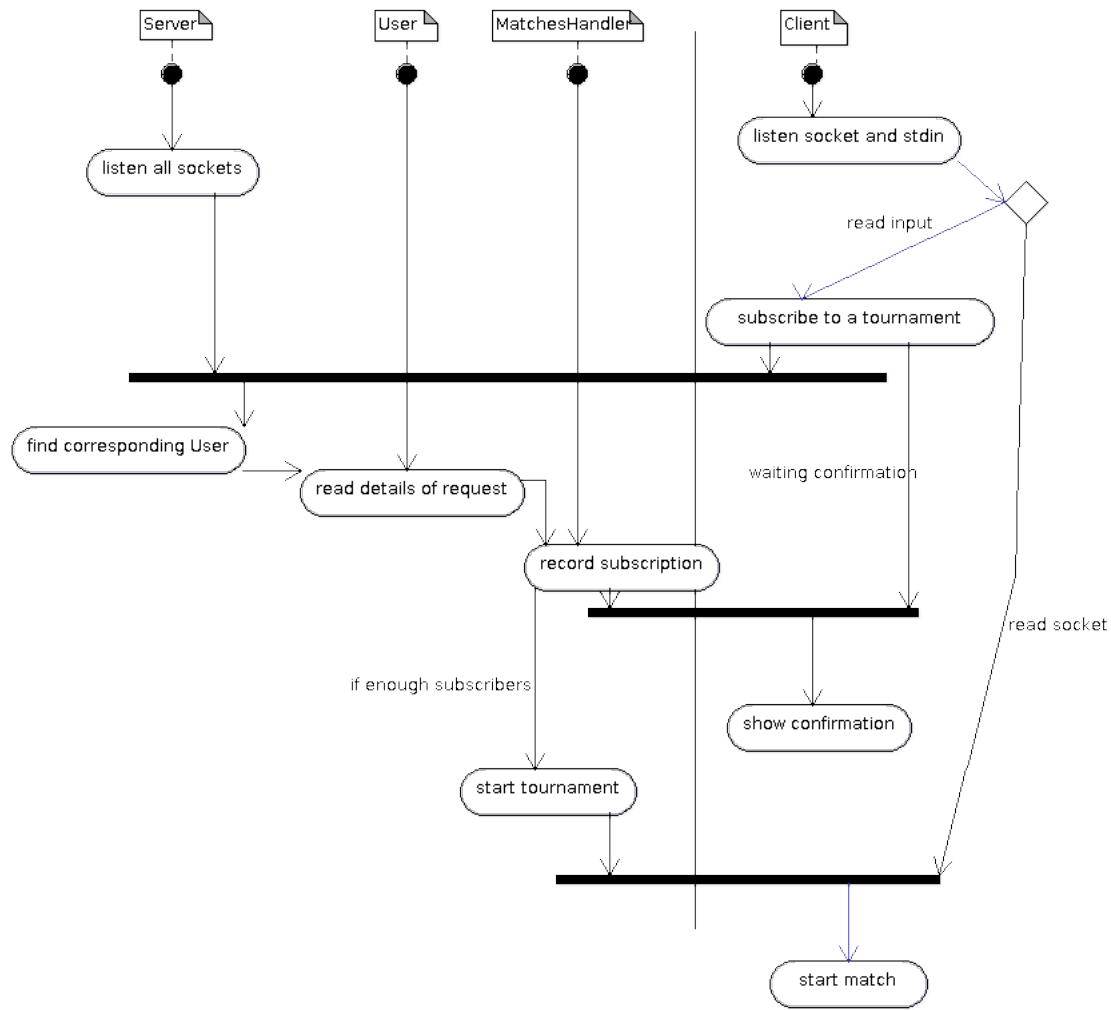 Server
User
MatchesHandler
Client
listen socket and stdin
listen all sockets
read input
subscribe to a tournament
find corresponding User
waiting confirmation
read details of request
record subscription
read socket
if enough subscribers
show confirmation
start tournament
start match